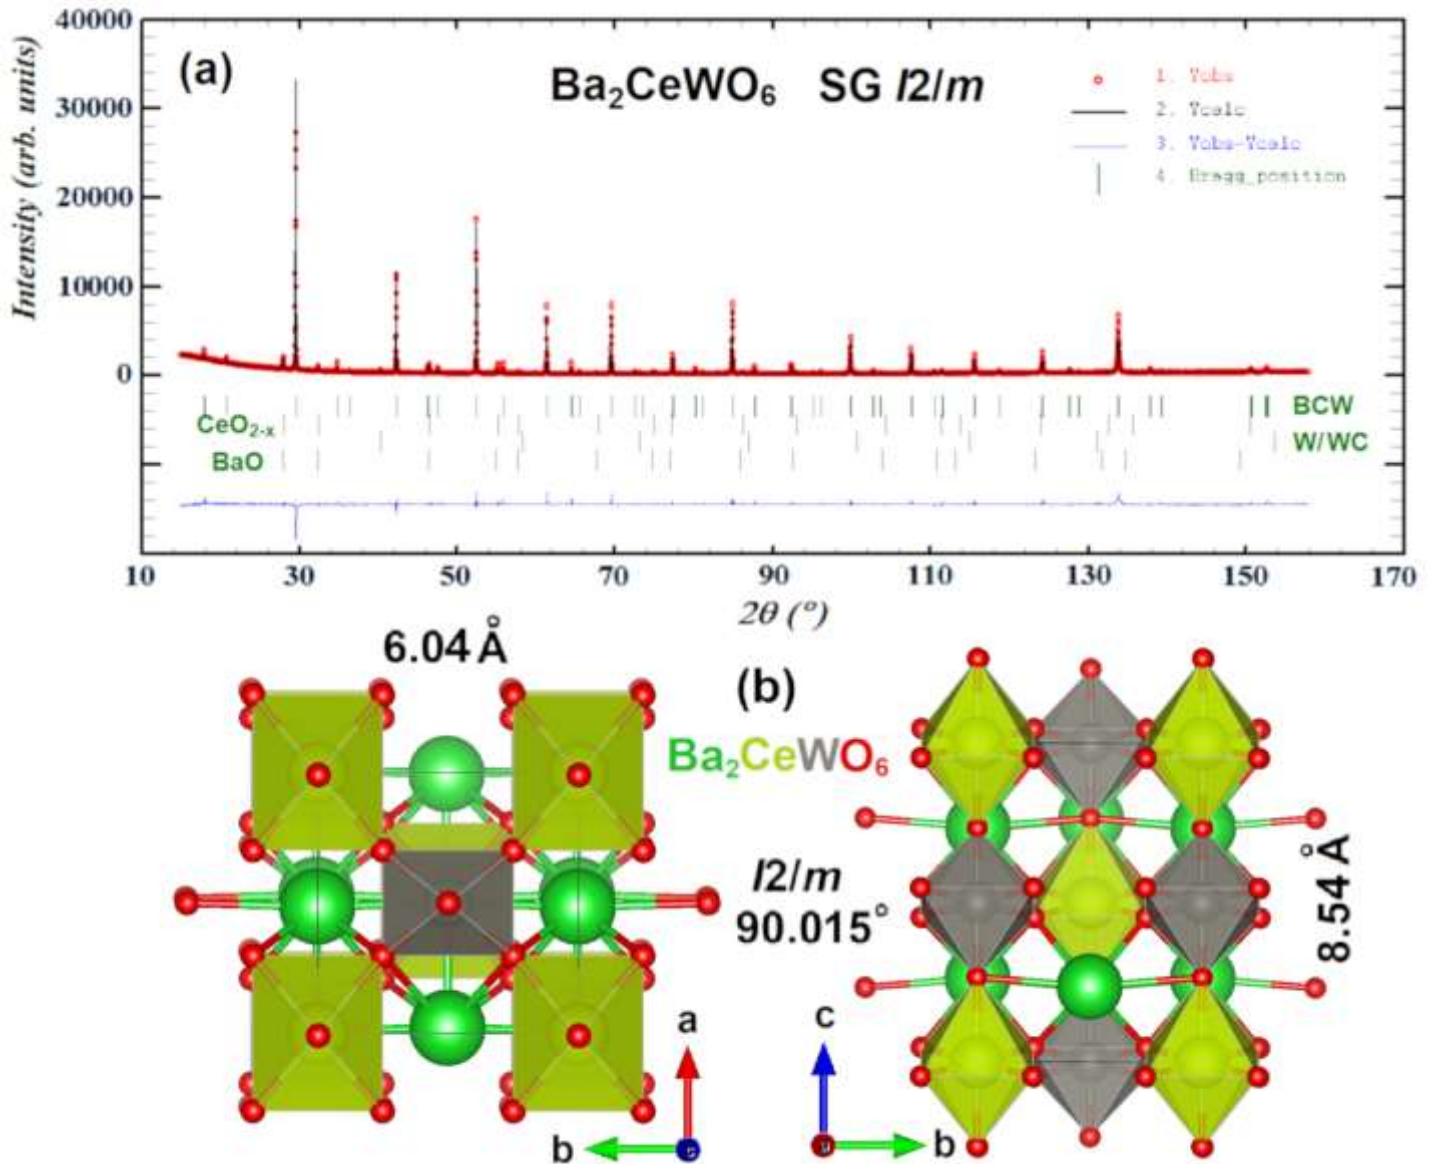 40000
30000
20000
10000
0
Intensity (arb. units)
(a)
Ba₂CeWO₆ SG I2/m
1. Yobs
2. Ycalc
3. Yobs-Ycalc
4. Bragg_position
BCW
CeO₂₋ₓ
W/WC
BaO
10 30 50 70 90 110 130 150 170
2θ (°)
6.04 Å
(b)
Ba₂CeWO₆
I2/m
90.015°
8.54 Å
a
b
c
b